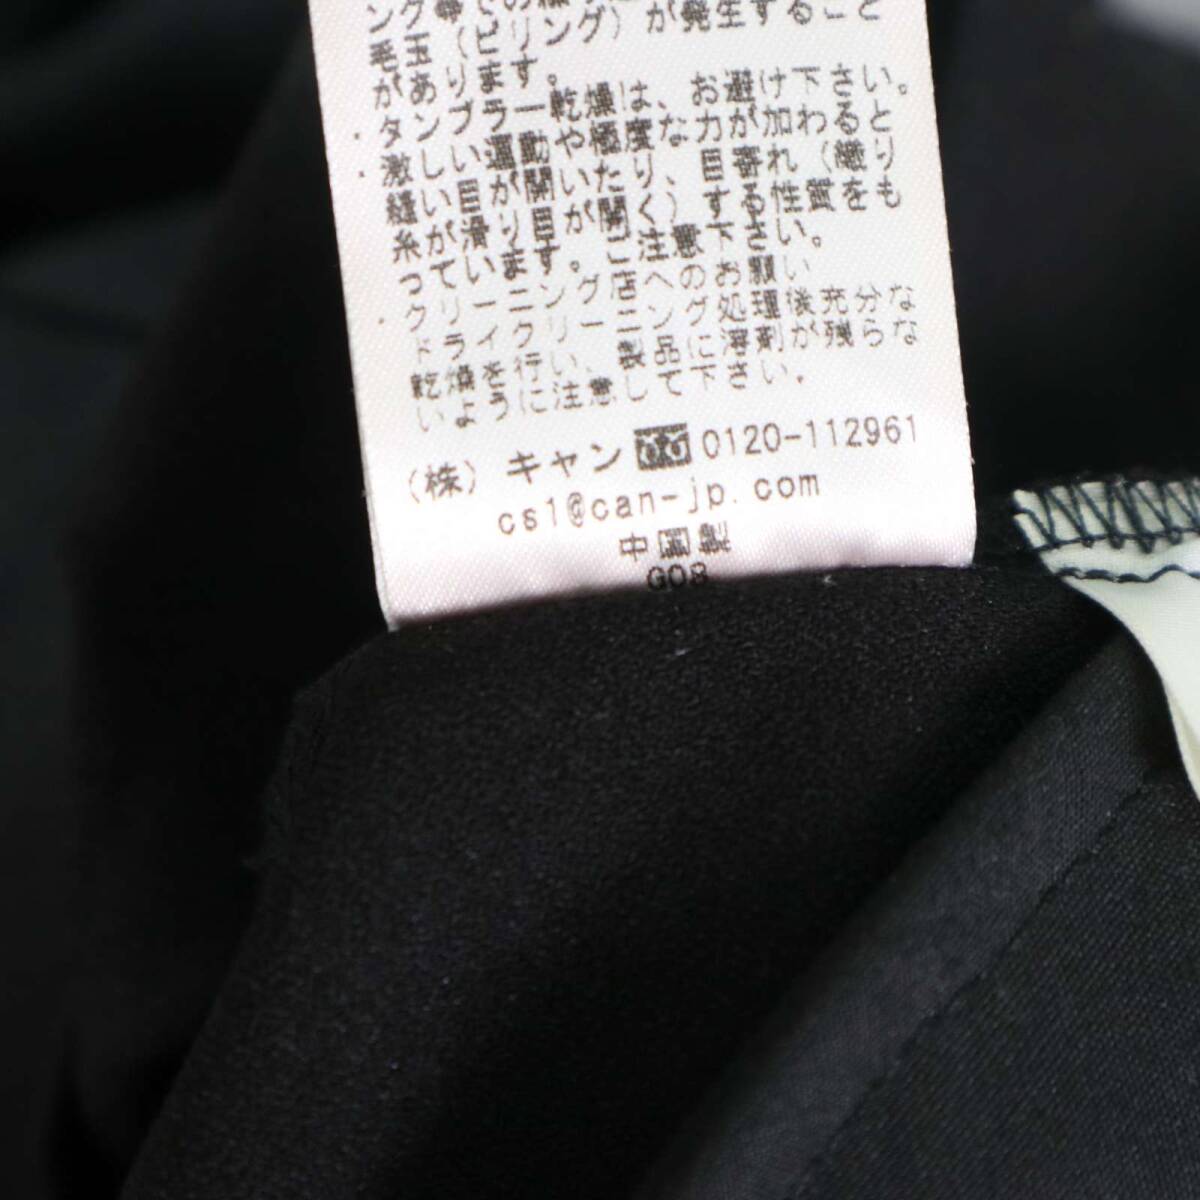 が発生すること
毛玉(ピリング)
があります。
・タンブラー乾燥は、お避け下さい。
・激しい運動や極度な力が加わると
縫い目が開いたり、目寄れ(織り
糸が滑り目が開く)する性質をも
っています。ご注意下さい。
・クリーニング店へのお願い
ドライクリーニング処理後充分な
乾燥を行い、製品に溶剤が残らな
いように注意して下さい。
(株)キャン 0120-112961
cs1@can-jp.com
中国製
G08